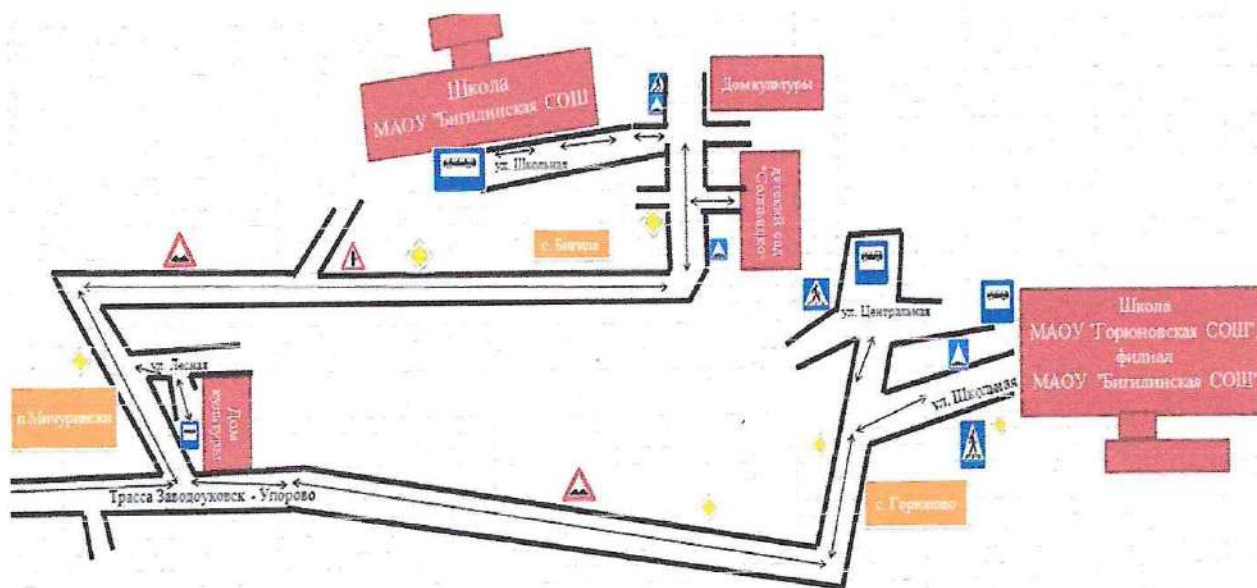 Школа
МАОУ "Бигилинская СОШ
Дом культуры
ул. Школьная
детский сад
"Солнышко"
с. Бигила
ул. Центральная
Школа
МАОУ "Горюновская СОШ"
филиал
МАОУ "Бигилинская СОШ"
ул. Школьная
ул. Лесная
п.Мичурински
Дом
культуры
Трасса Заводоуковск - Упорово
с. Горюново